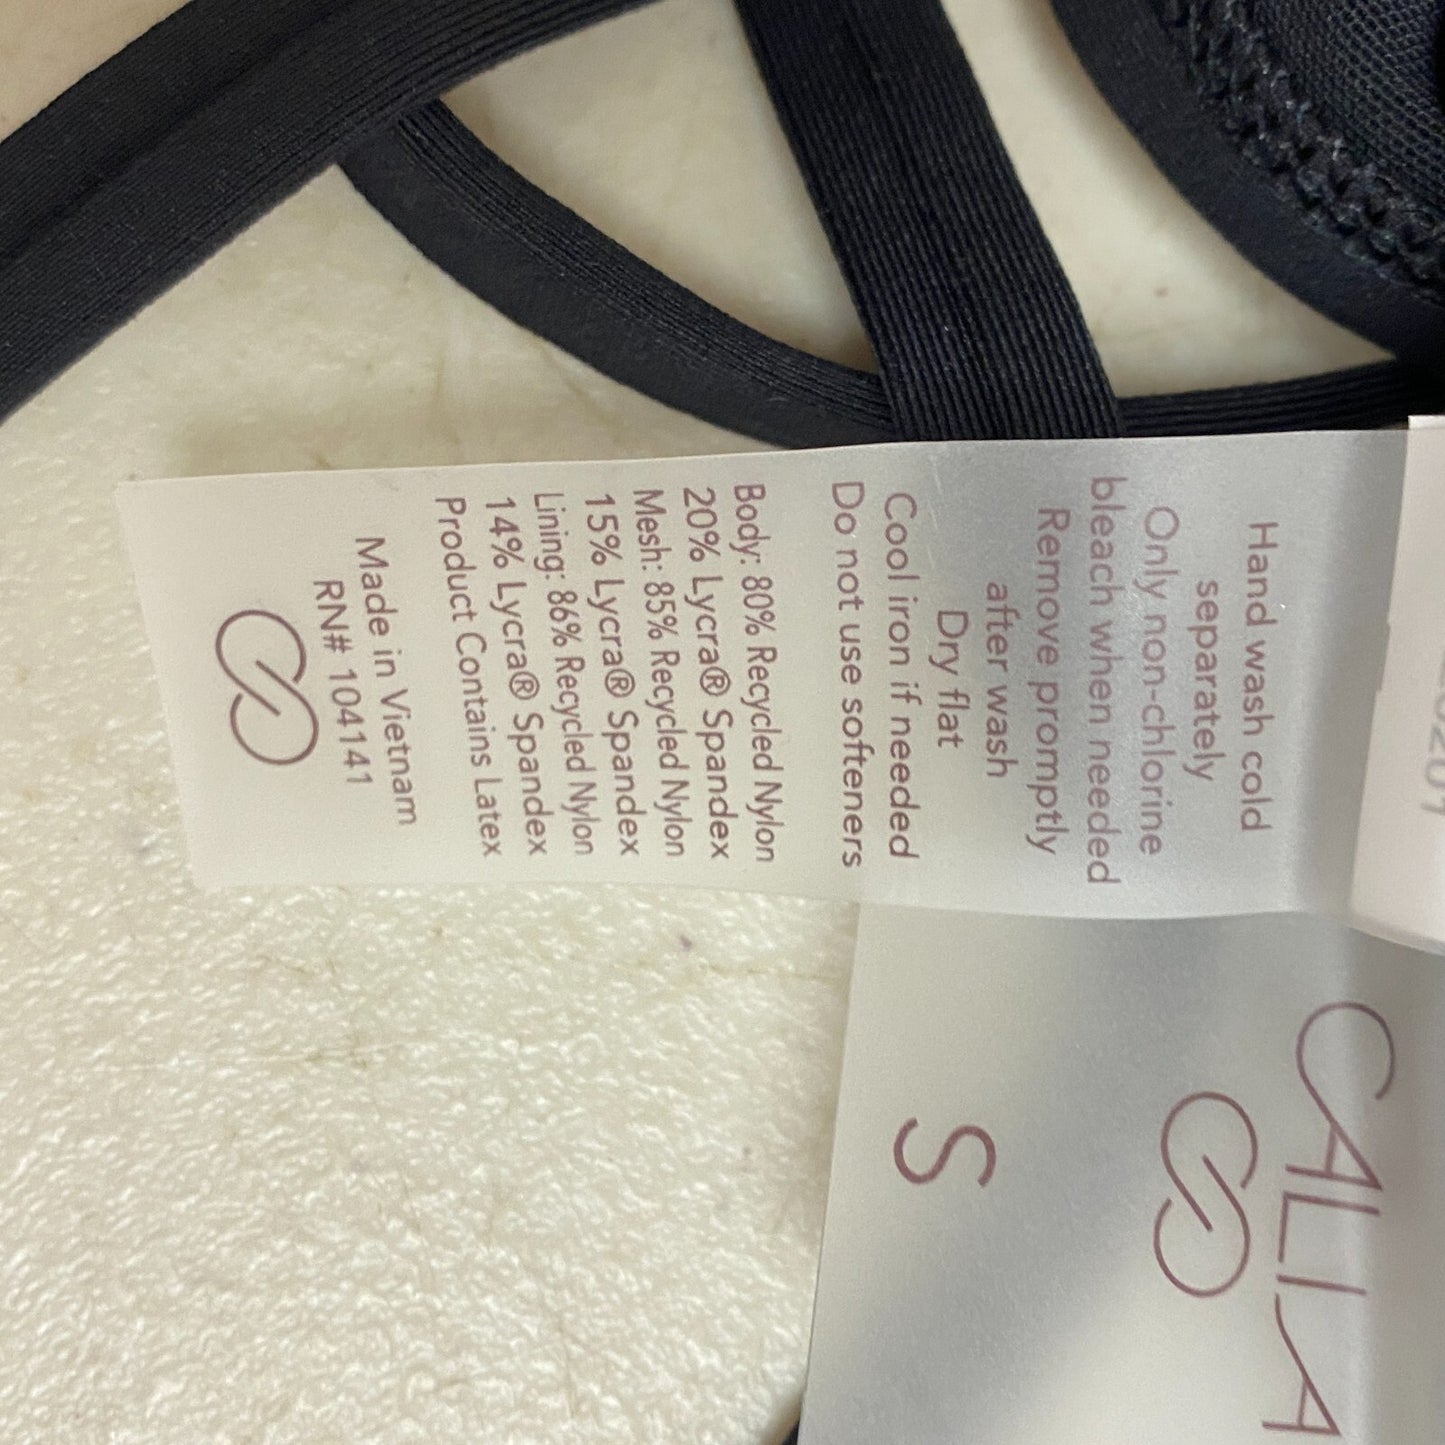 Hand wash cold
separately
Only non-chlorine
bleach when needed
Remove promptly
after wash
Dry flat
Cool iron if needed
Do not use softeners
Body: 80% Recycled Nylon
20% Lycra® Spandex
Mesh: 85% Recycled Nylon
15% Lycra® Spandex
Lining: 86% Recycled Nylon
14% Lycra® Spandex
Product Contains Latex
Made in Vietnam
RN# 104141
CALIA
S